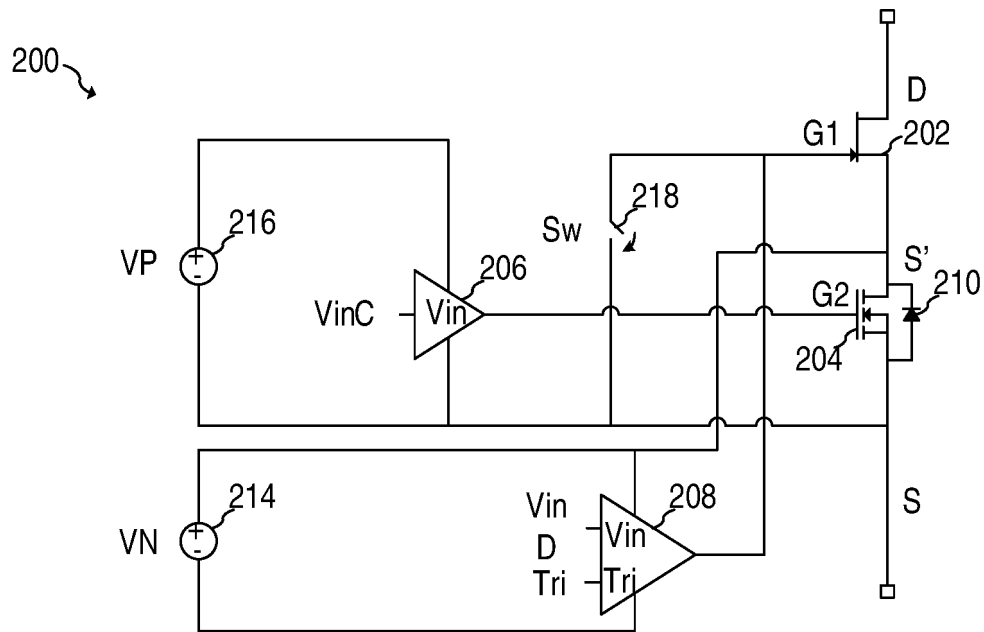 200
D
G1
202
216
218
VP
+
-
Sw
206
S'
210
VinC
Vin
G2
204
214
VN
+
-
Vin
208
S
Vin
D
Tri
Tri